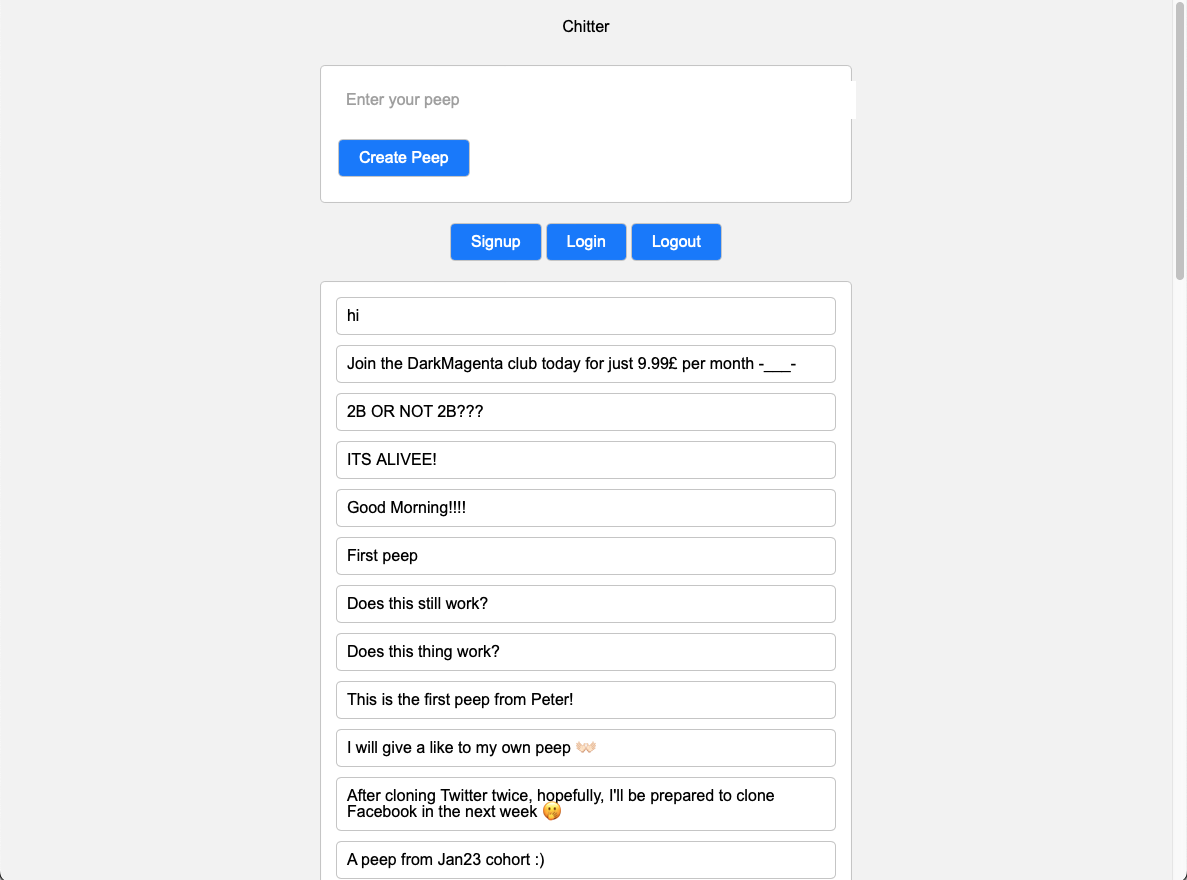 Chitter
Enter your peep
Create Peep
Signup Login Logout
hi
Join the DarkMagenta club today for just 9.99£ per month -___-
2B OR NOT 2B???
ITS ALIVEE!
Good Morning!!!!
First peep
Does this still work?
Does this thing work?
This is the first peep from Peter!
I will give a like to my own peep 👐🏻
After cloning Twitter twice, hopefully, I'll be prepared to clone
Facebook in the next week 🫢
A peep from Jan23 cohort :)